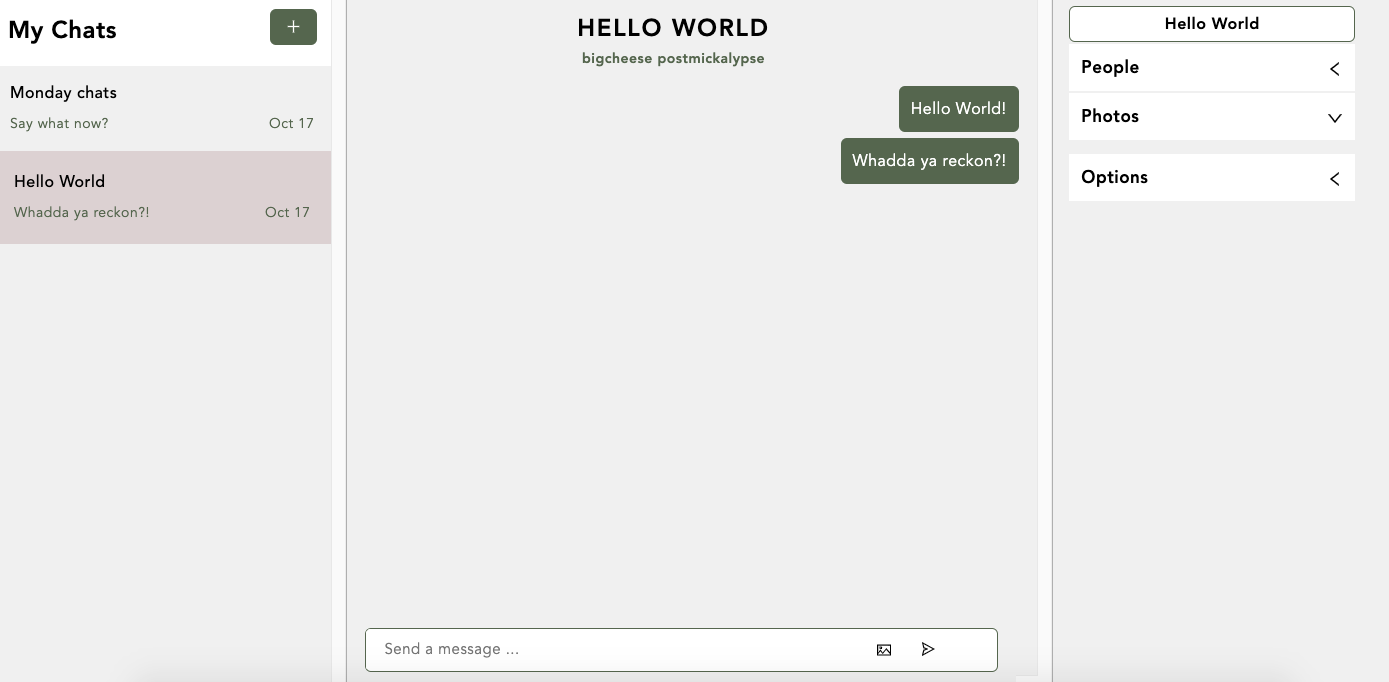 My Chats
+
Monday chats
Say what now? Oct 17
Hello World
Whadda ya reckon?! Oct 17
HELLO WORLD
bigcheese postmickalypse
Hello World!
Whadda ya reckon?!
Send a message ...
Hello World
People
Photos
Options